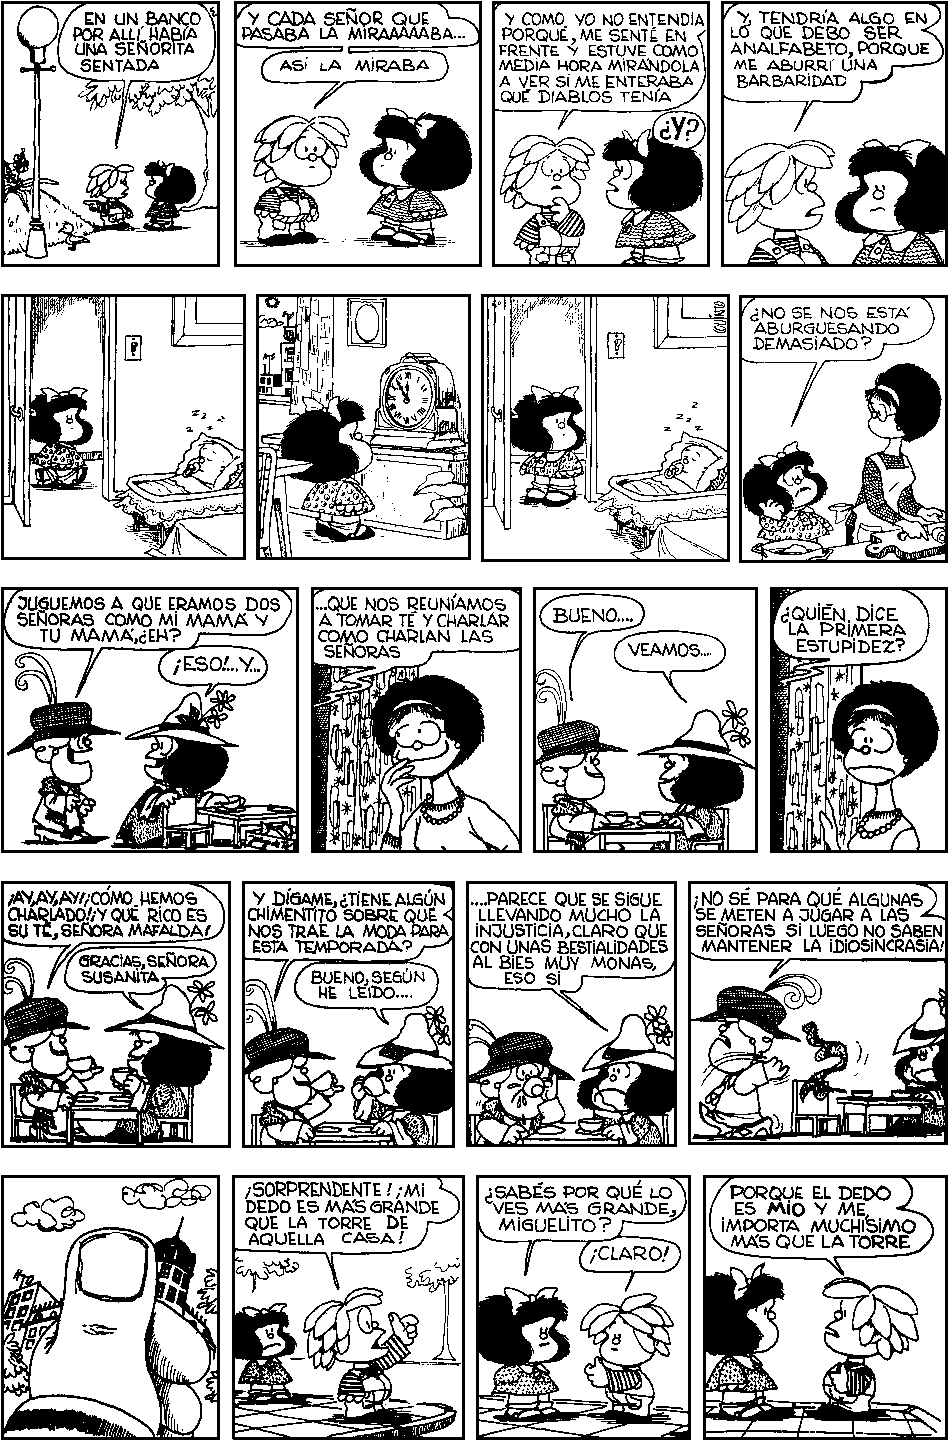 EN UN BANCO
POR ALLÍ HABÍA
UNA SEÑORITA
SENTADA
Y CADA SEÑOR QUE
PASABA LA MIRAAAAABA...
ASÍ LA MIRABA
Y COMO YO NO ENTENDÍA
PORQUÉ, ME SENTÉ EN
FRENTE Y ESTUVE COMO
MEDIA HORA MIRÁNDOLA
A VER SI ME ENTERABA
QUÉ DIABLOS TENÍA
¿Y?
Y, TENDRÍA ALGO EN
LO QUE DEBO SER
ANALFABETO, PORQUE
ME ABURRÍ UNA
BARBARIDAD
z z z z
z z z z
QUINO
¿NO SE NOS ESTÁ
ABURGUESANDO
DEMASIADO?
JUGUEMOS A QUE ERAMOS DOS
SEÑORAS COMO MI MAMÁ Y
TU MAMÁ, ¿EH?
¡ESO!...Y...
...QUE NOS REUNÍAMOS
A TOMAR TÉ Y CHARLAR
COMO CHARLAN LAS
SEÑORAS
BUENO....
VEAMOS....
¿QUIÉN DICE
LA PRIMERA
ESTUPIDEZ?
¡AY, AY, AY! ¡CÓMO HEMOS
CHARLADO! ¡Y QUÉ RICO ES
SU TÉ, SEÑORA MAFALDA!
GRACIAS, SEÑORA
SUSANITA
Y DÍGAME, ¿TIENE ALGÚN
CHIMENTITO SOBRE QUÉ
NOS TRAE LA MODA PARA
ESTA TEMPORADA?
BUENO, SEGÚN
HE LEÍDO....
....PARECE QUE SE SIGUE
LLEVANDO MUCHO LA
INJUSTICIA, CLARO QUE
CON UNAS BESTIALIDADES
AL BIES MUY MONAS,
ESO SÍ
¡NO SÉ PARA QUÉ ALGUNAS
SE METEN A JUGAR A LAS
SEÑORAS SI LUEGO NO SABEN
MANTENER LA IDIOSINCRASIA!
¡SORPRENDENTE! ¡MI
DEDO ES MAS GRANDE
QUE LA TORRE DE
AQUELLA CASA!
¿SABÉS POR QUÉ LO
VES MAS GRANDE,
MIGUELITO?
¡CLARO!
PORQUE EL DEDO
ES MÍO Y ME
IMPORTA MUCHÍSIMO
MÁS QUE LA TORRE